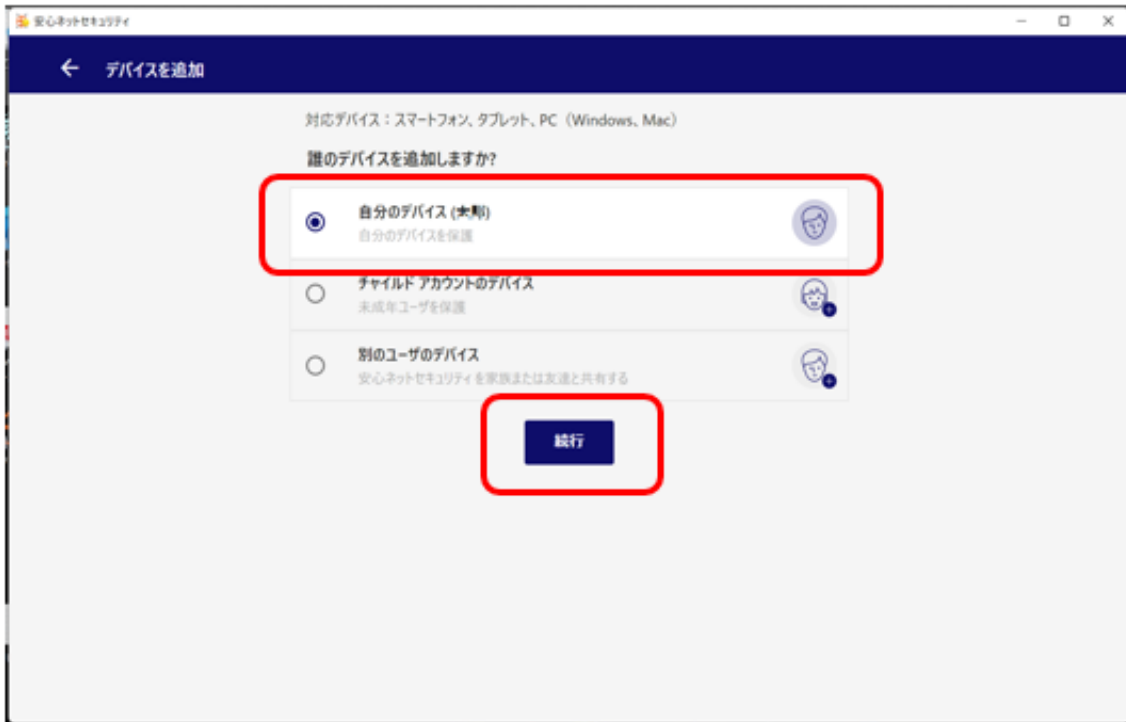 安心ネットセキュリティ
デバイスを追加
対応デバイス：スマートフォン、タブレット、PC（Windows、Mac）
誰のデバイスを追加しますか?
自分のデバイス
自分のデバイスを保護
チャイルド アカウントのデバイス
未成年ユーザを保護
別のユーザのデバイス
安心ネットセキュリティ を家族または友達と共有する
続行